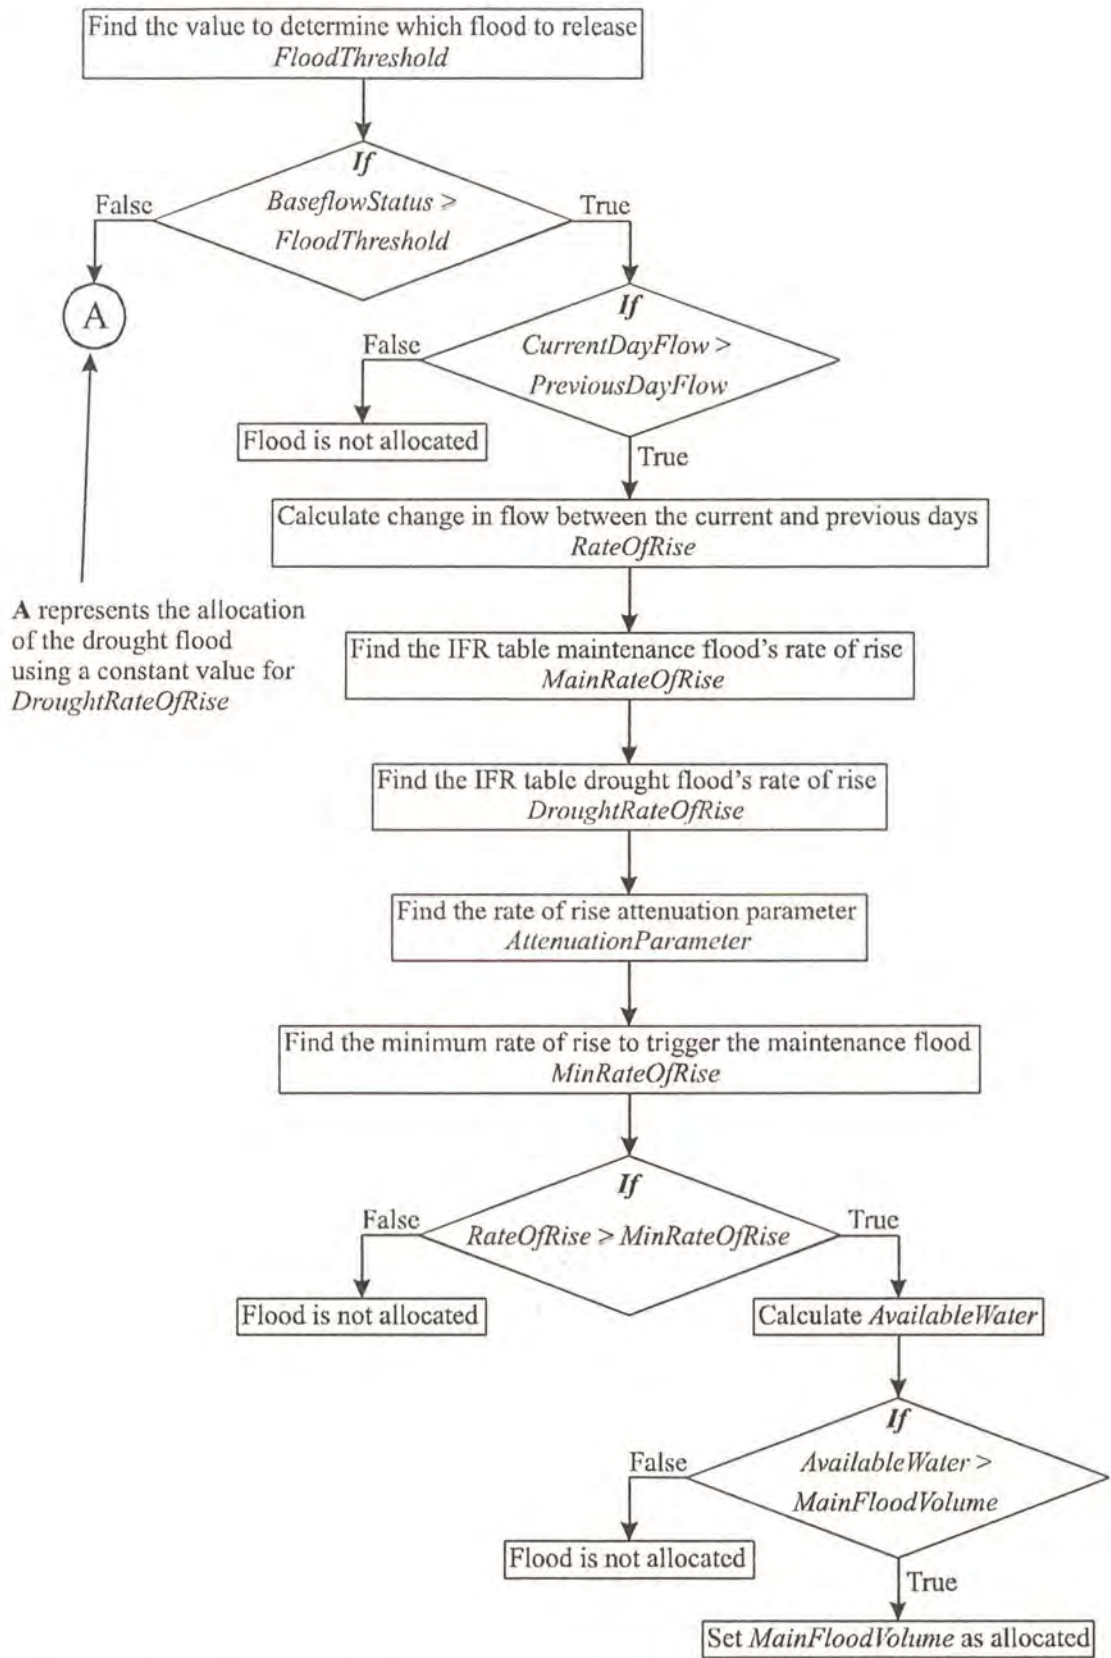 Find the value to determine which flood to release
FloodThreshold
If
BaseflowStatus ⩾
FloodThreshold
False
True
A
If
CurrentDayFlow >
PreviousDayFlow
False
Flood is not allocated
True
Calculate change in flow between the current and previous days
RateOfRise
A represents the allocation
of the drought flood
using a constant value for
DroughtRateOfRise
Find the IFR table maintenance flood's rate of rise
MainRateOfRise
Find the IFR table drought flood's rate of rise
DroughtRateOfRise
Find the rate of rise attenuation parameter
AttenuationParameter
Find the minimum rate of rise to trigger the maintenance flood
MinRateOfRise
If
RateOfRise ⩾ MinRateOfRise
False
True
Flood is not allocated
Calculate AvailableWater
If
AvailableWater >
MainFloodVolume
False
Flood is not allocated
True
Set MainFloodVolume as allocated